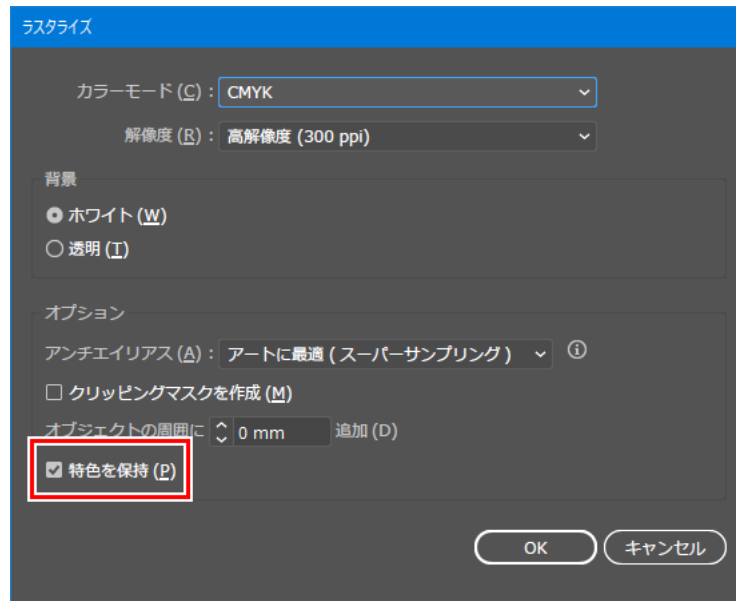 ラスタライズ
カラーモード(C)：CMYK
解像度(R)：高解像度 (300 ppi)
背景
ホワイト(W)
透明(T)
オプション
アンチエイリアス(A)：アートに最適 ( スーパーサンプリング )
クリッピングマスクを作成(M)
オブジェクトの周囲に 0 mm 追加(D)
特色を保持(P)
OK キャンセル